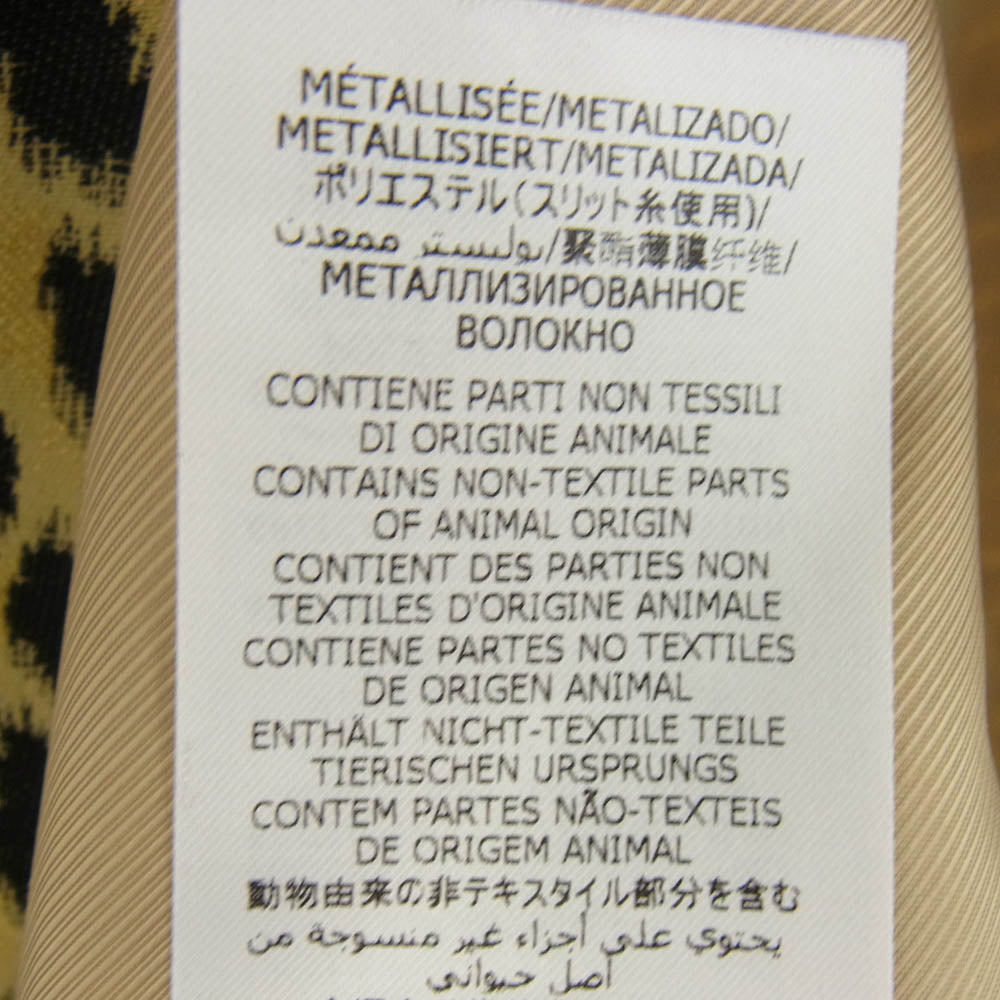 MÉTALLISÉE/METALIZADO/
METALLISIERT/METALIZADA/
ポリエステル(スリット糸使用)/
بوليستر ممعدن/聚酯薄膜纤维/
МЕТАЛЛИЗИРОВАННОЕ
ВОЛОКНО
CONTIENE PARTI NON TESSILI
DI ORIGINE ANIMALE
CONTAINS NON-TEXTILE PARTS
OF ANIMAL ORIGIN
CONTIENT DES PARTIES NON
TEXTILES D'ORIGINE ANIMALE
CONTIENE PARTES NO TEXTILES
DE ORIGEN ANIMAL
ENTHÄLT NICHT-TEXTILE TEILE
TIERISCHEN URSPRUNGS
CONTEM PARTES NÃO-TEXTEIS
DE ORIGEM ANIMAL
動物由来の非テキスタイル部分を含む
يحتوي على أجزاء غير منسوجة من
أصل حيواني